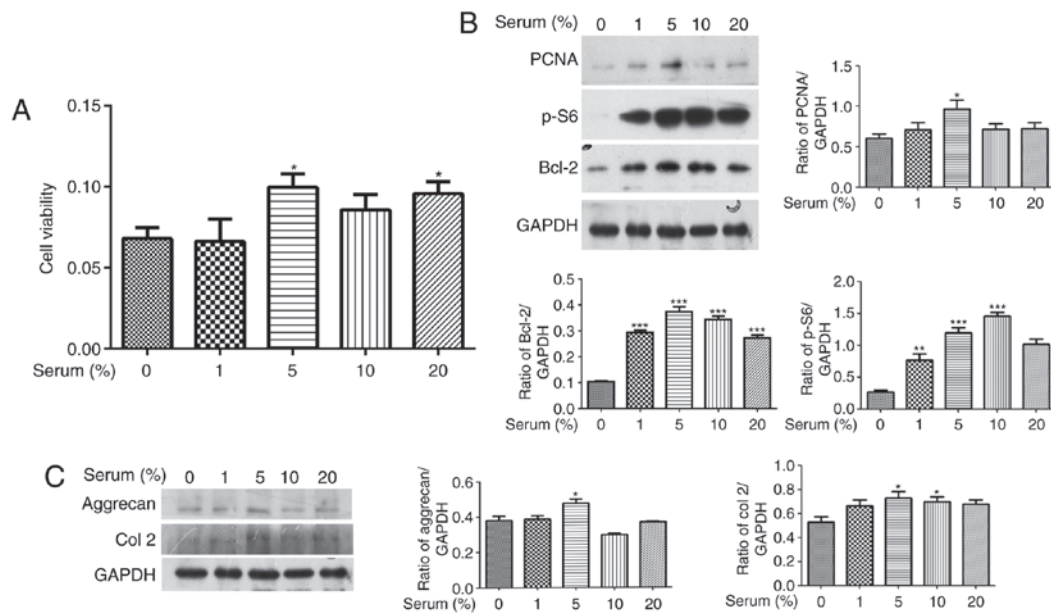 A
0.15
0.10
0.05
0.00
Cell viability
* *
Serum (%) 0 1 5 10 20
B
Serum (%) 0 1 5 10 20
PCNA
p-S6
Bcl-2
GAPDH
Ratio of PCNA/
GAPDH
1.5
1.0
0.5
0.0
*
Serum (%) 0 1 5 10 20
Ratio of Bcl-2/
GAPDH
0.5
0.4
0.3
0.2
0.1
0.0
*** *** *** ***
Serum (%) 0 1 5 10 20
Ratio of p-S6/
GAPDH
2.0
1.5
1.0
0.5
0.0
** *** ***
Serum (%) 0 1 5 10 20
C
Serum (%) 0 1 5 10 20
Aggrecan
Col 2
GAPDH
Ratio of aggrecan/
GAPDH
0.6
0.4
0.2
0.0
*
Serum (%) 0 1 5 10 20
Ratio of col 2/
GAPDH
1.0
0.8
0.6
0.4
0.2
0.0
* *
Serum (%) 0 1 5 10 20